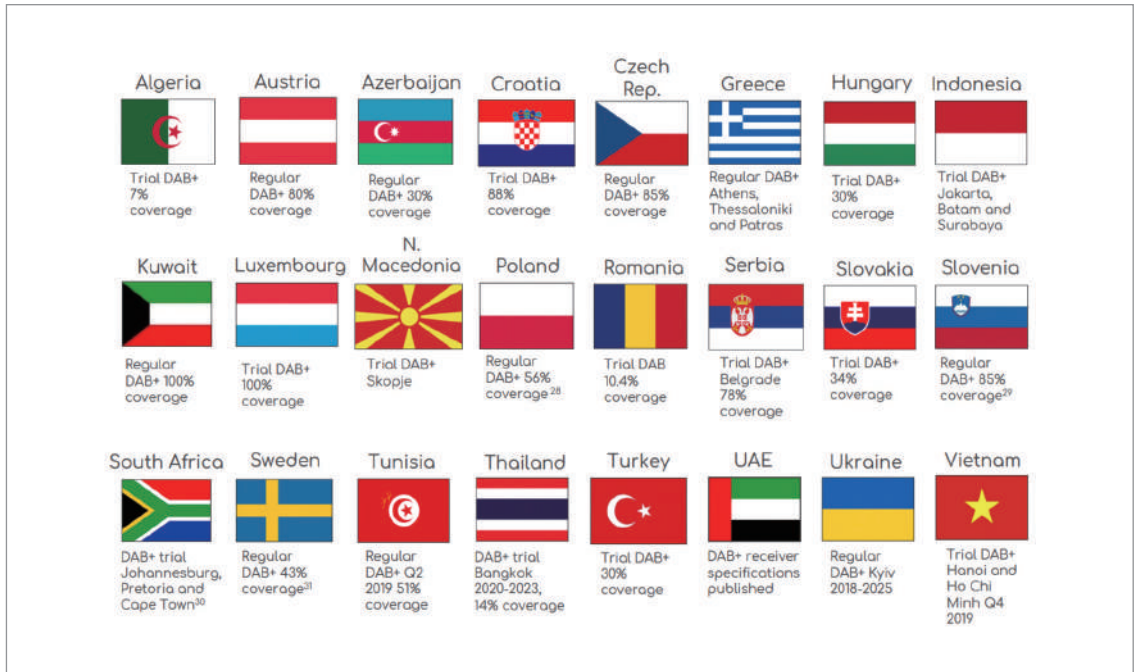 Algeria
Trial DAB+
7%
coverage
Austria
Regular
DAB+ 80%
coverage
Azerbaijan
Regular
DAB+ 30%
coverage
Croatia
Trial DAB+
88%
coverage
Czech
Rep.
Regular
DAB+ 85%
coverage
Greece
Regular DAB+
Athens,
Thessaloniki
and Patras
Hungary
Trial DAB+
30%
coverage
Indonesia
Trial DAB+
Jakarta,
Batam and
Surabaya
Kuwait
Regular
DAB+ 100%
coverage
Luxembourg
Trial DAB+
100%
coverage
N.
Macedonia
Trial DAB+
Skopje
Poland
Regular
DAB+ 56%
coverage 28
Romania
Trial DAB
10.4%
coverage
Serbia
Trial DAB+
Belgrade
78%
coverage
Slovakia
Trial DAB+
34%
coverage
Slovenia
Regular
DAB+ 85%
coverage29
South Africa
DAB+ trial
Johannesburg,
Pretoria and
Cape Town30
Sweden
Regular
DAB+ 43%
coverage31
Tunisia
Regular
DAB+ Q2
2019 51%
coverage
Thailand
DAB+ trial
Bangkok
2020-2023,
14% coverage
Turkey
Trial DAB+
30%
coverage
UAE
DAB+ receiver
specifications
published
Ukraine
Regular
DAB+ Kyiv
2018-2025
Vietnam
Trial DAB+
Hanoi and
Ho Chi
Minh Q4
2019